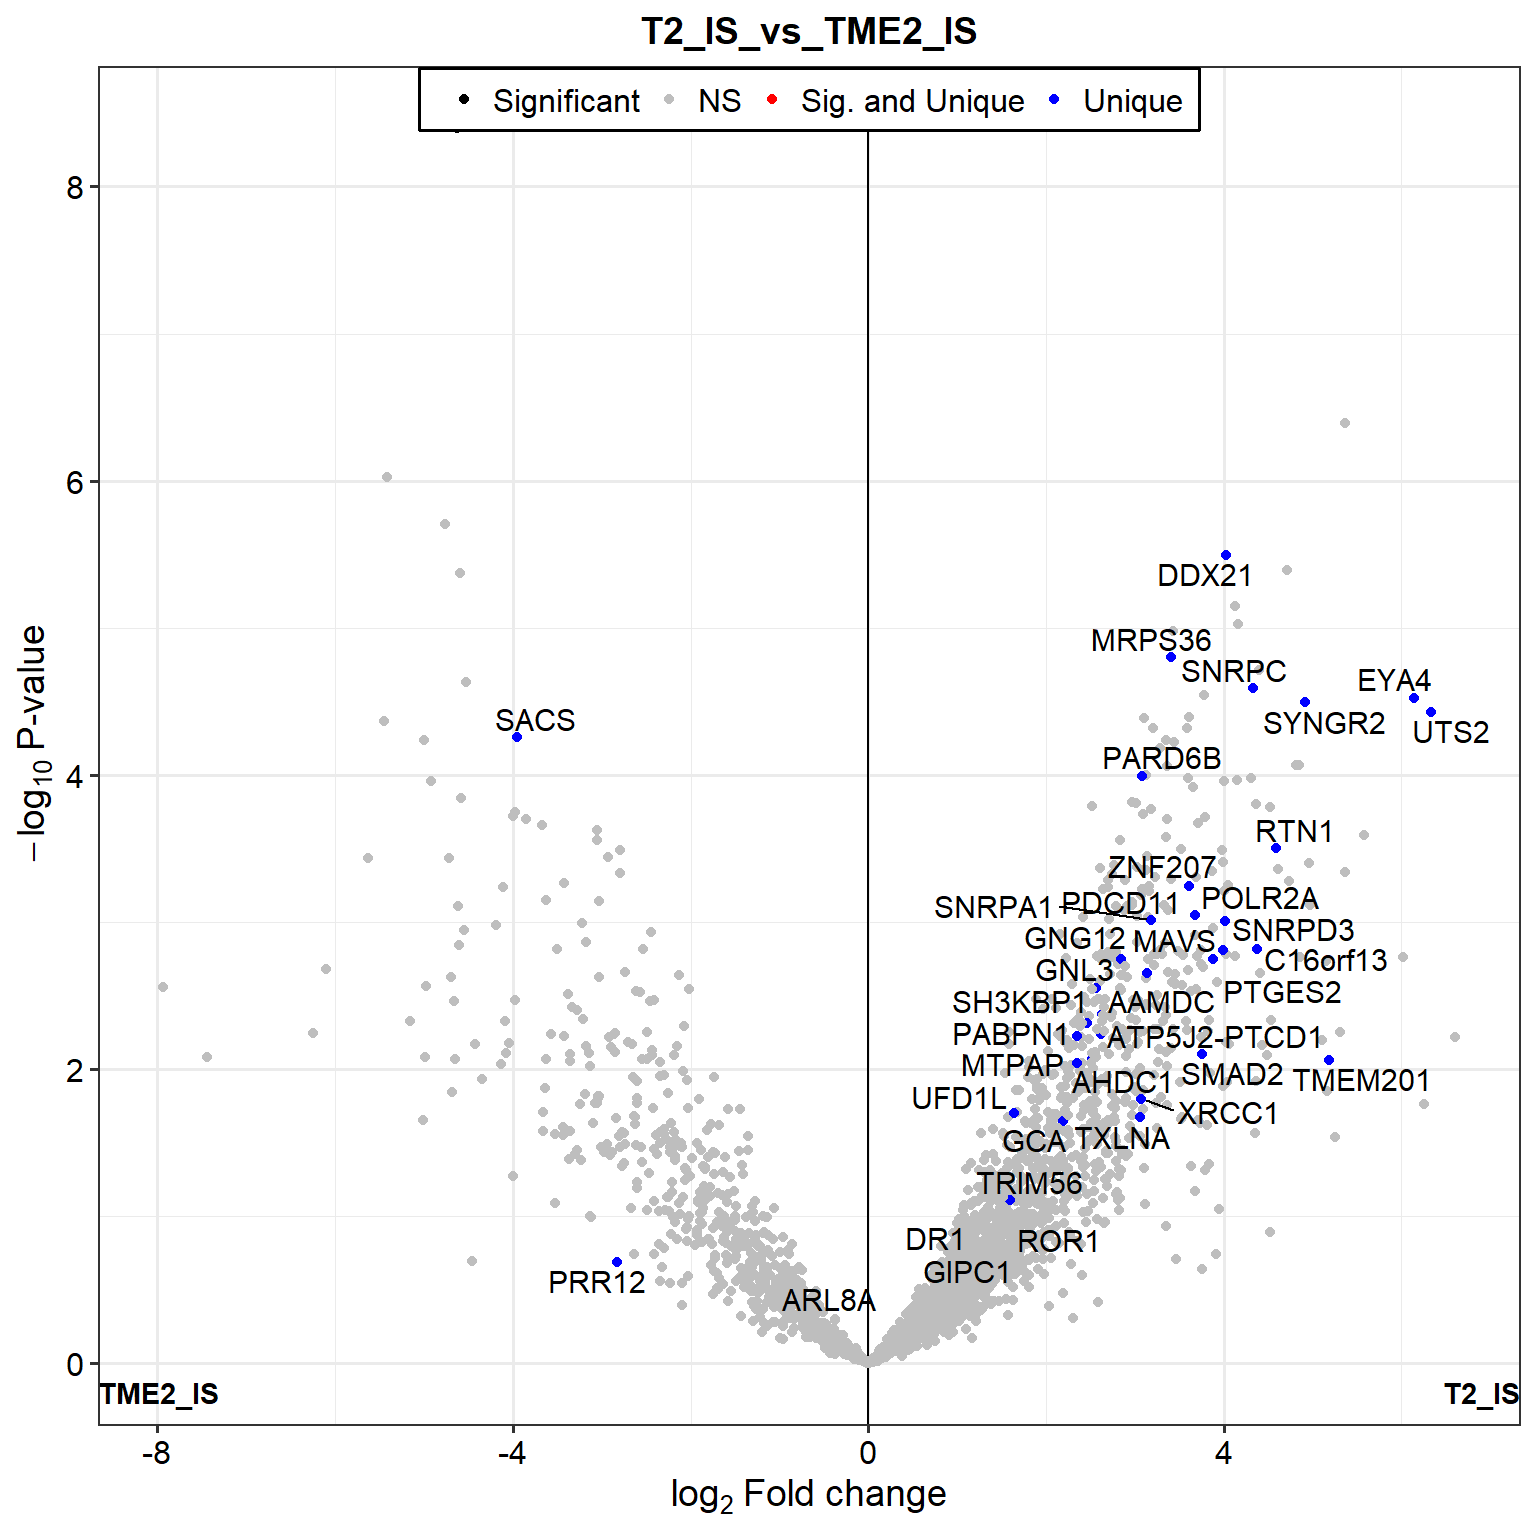 T2_IS_vs_TME2_IS
Significant NS Sig. and Unique Unique
8
6
4
2
0
−log10 P-value
DDX21
MRPS36
SNRPC
EYA4
SACS
SYNGR2
UTS2
PARD6B
RTN1
ZNF207
SNRPA1
PDCD11
POLR2A
GNG12
MAVS
SNRPD3
GNL3
C16orf13
SH3KBP1
AAMDC
PTGES2
PABPN1
ATP5J2-PTCD1
MTPAP
AHDC1
SMAD2
TMEM201
UFD1L
XRCC1
GCA
TXLNA
TRIM56
DR1
ROR1
GIPC1
PRR12
ARL8A
TME2_IS
T2_IS
-8
-4
0
4
log2 Fold change